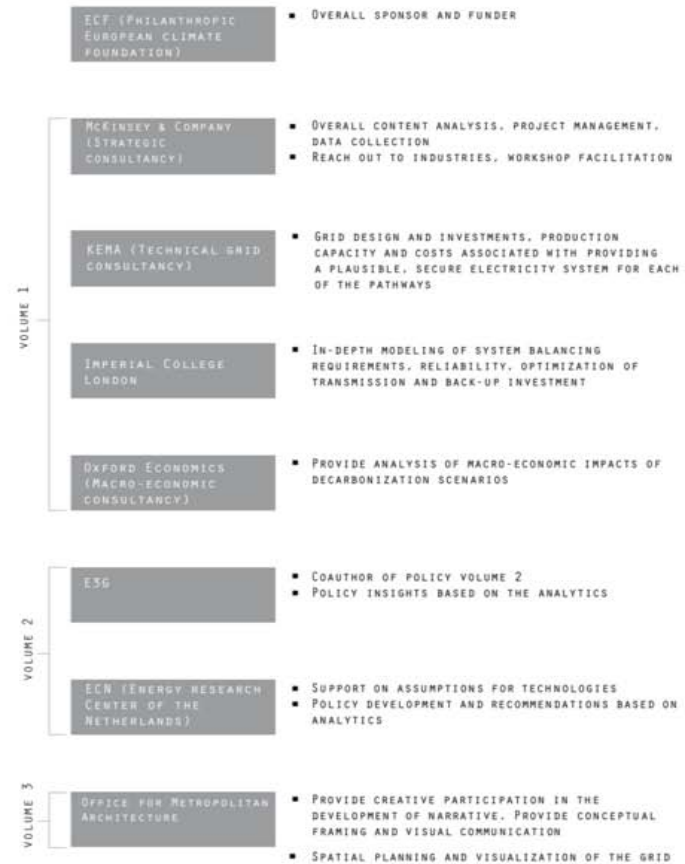 ECF (Philanthropic
European climate
foundation)
▪ Overall sponsor and funder
Volume 1
McKinsey & Company
(Strategic
consultancy)
▪ Overall content analysis, project management,
data collection
▪ Reach out to industries, workshop facilitation
KEMA (Technical grid
consultancy)
▪ Grid design and investments, production
capacity and costs associated with providing
a plausible, secure electricity system for each
of the pathways
Imperial College
London
▪ In-depth modeling of system balancing
requirements, reliability, optimization of
transmission and back-up investment
Oxford Economics
(Macro-economic
consultancy)
▪ Provide analysis of macro-economic impacts of
decarbonization scenarios
Volume 2
E3G
▪ Coauthor of policy volume 2
▪ Policy insights based on the analytics
ECN (Energy research
Center of the
Netherlands)
▪ Support on assumptions for technologies
▪ Policy development and recommendations based on
analytics
Volume 3
Office for Metropolitan
Architecture
▪ Provide creative participation in the
development of narrative. Provide conceptual
framing and visual communication
▪ Spatial planning and visualization of the grid